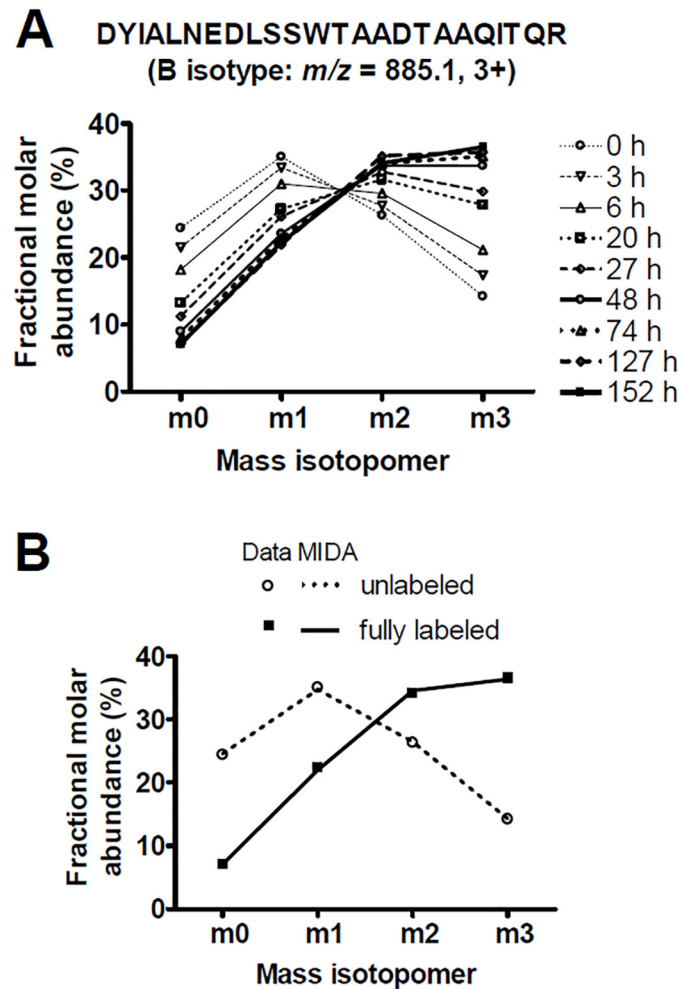 A
DYIALNEDLSSWTAADTAAQITQR
(B isotype: m/z = 885.1, 3+)
Fractional molar
abundance (%)
40
30
20
10
0
m0 m1 m2 m3
Mass isotopomer
0 h
3 h
6 h
20 h
27 h
48 h
74 h
127 h
152 h
B
Data MIDA
unlabeled
fully labeled
Fractional molar
abundance (%)
40
30
20
10
0
m0 m1 m2 m3
Mass isotopomer